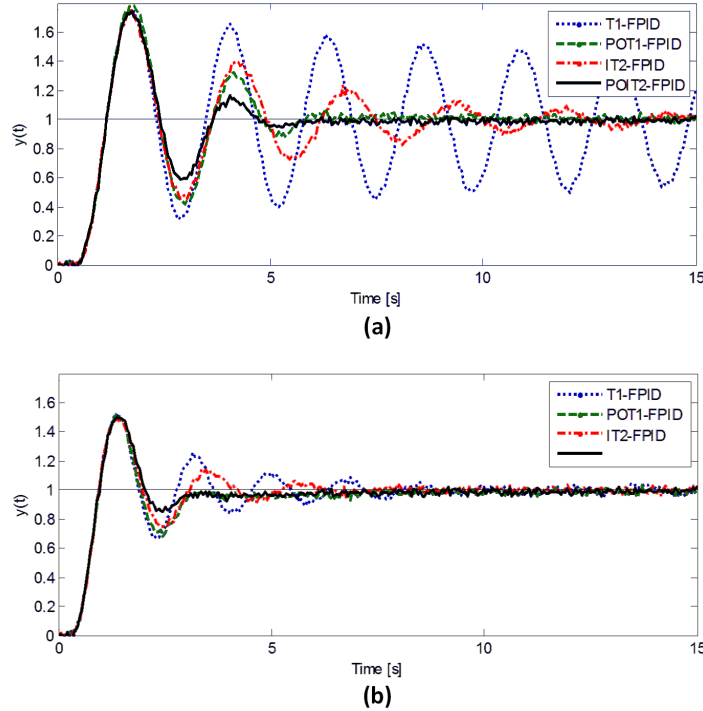 1.6
1.4
1.2
1
0.8
0.6
0.4
0.2
0
y(t)
T1-FPID
POT1-FPID
IT2-FPID
POIT2-FPID
0
5
10
15
Time [s]
(a)
1.6
1.4
1.2
1
0.8
0.6
0.4
0.2
0
y(t)
T1-FPID
POT1-FPID
IT2-FPID
0
5
10
15
Time [s]
(b)